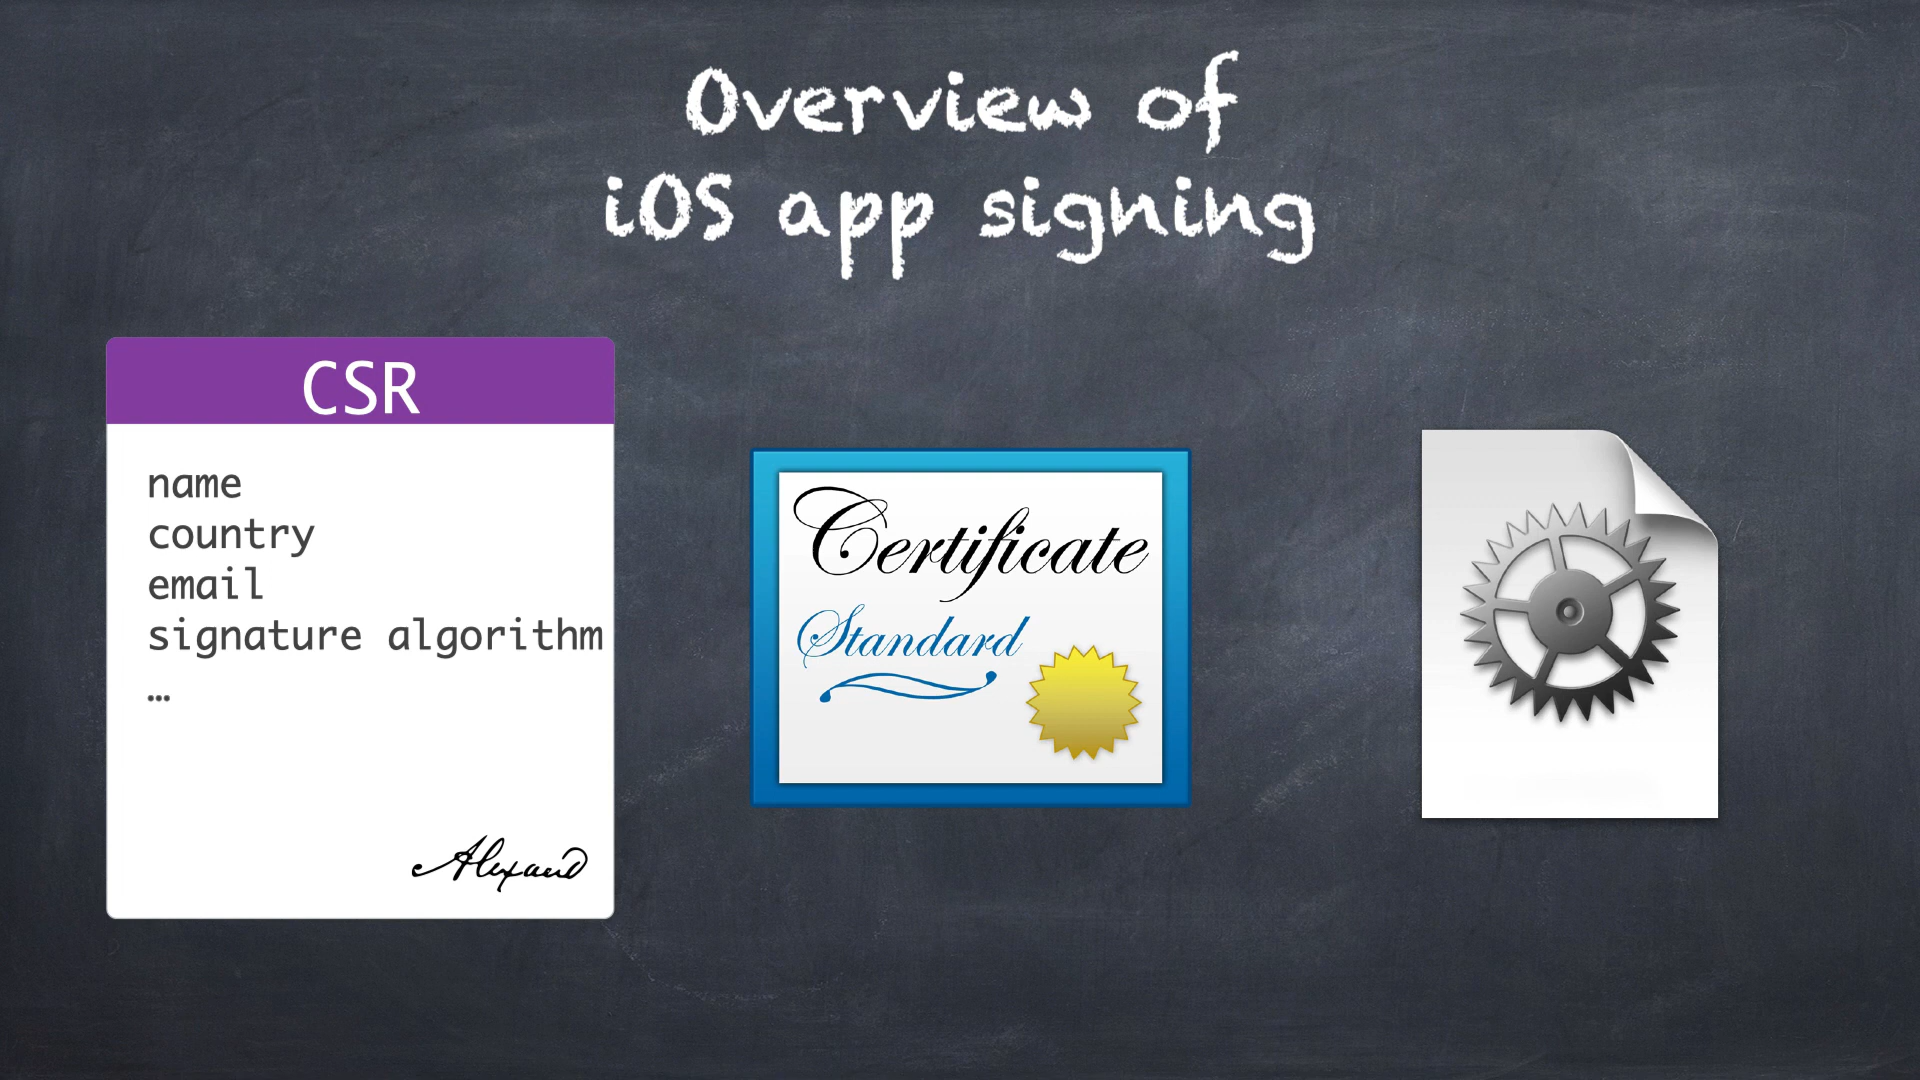 Overview of
iOS app signing
CSR
name
country
email
signature algorithm
…
Certificate
Standard